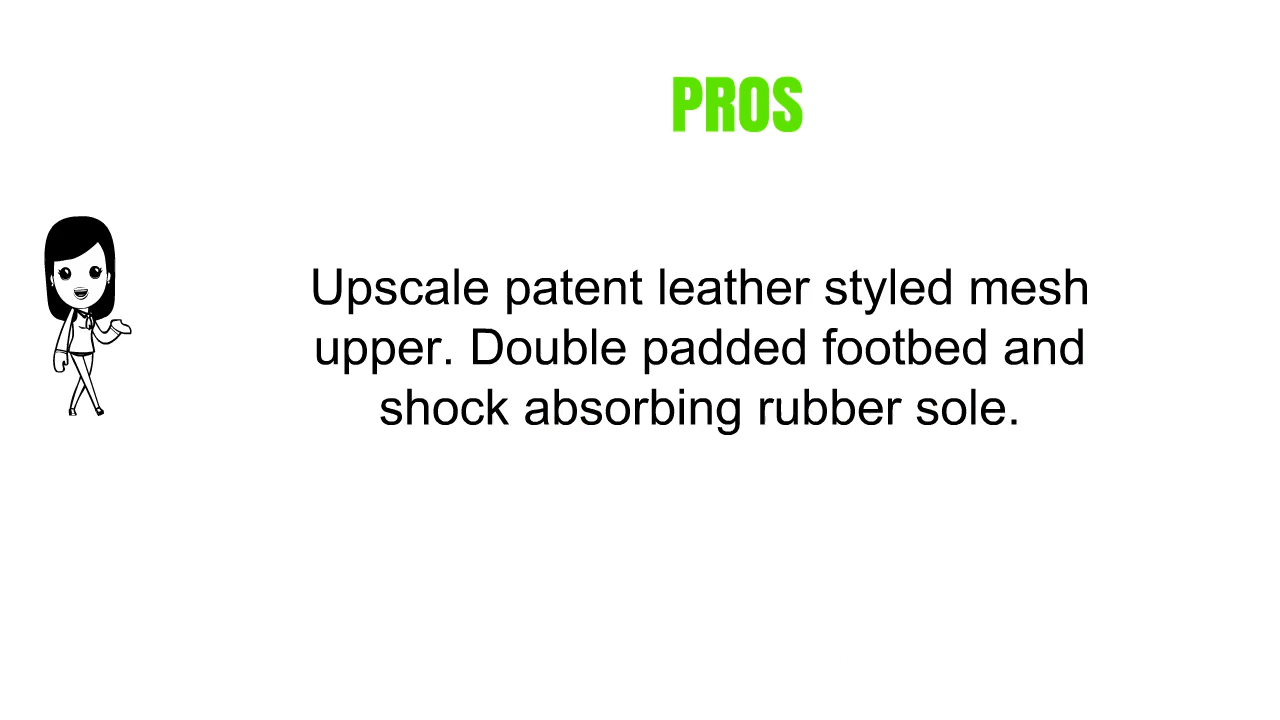 PROS
Upscale patent leather styled mesh
upper. Double padded footbed and
shock absorbing rubber sole.